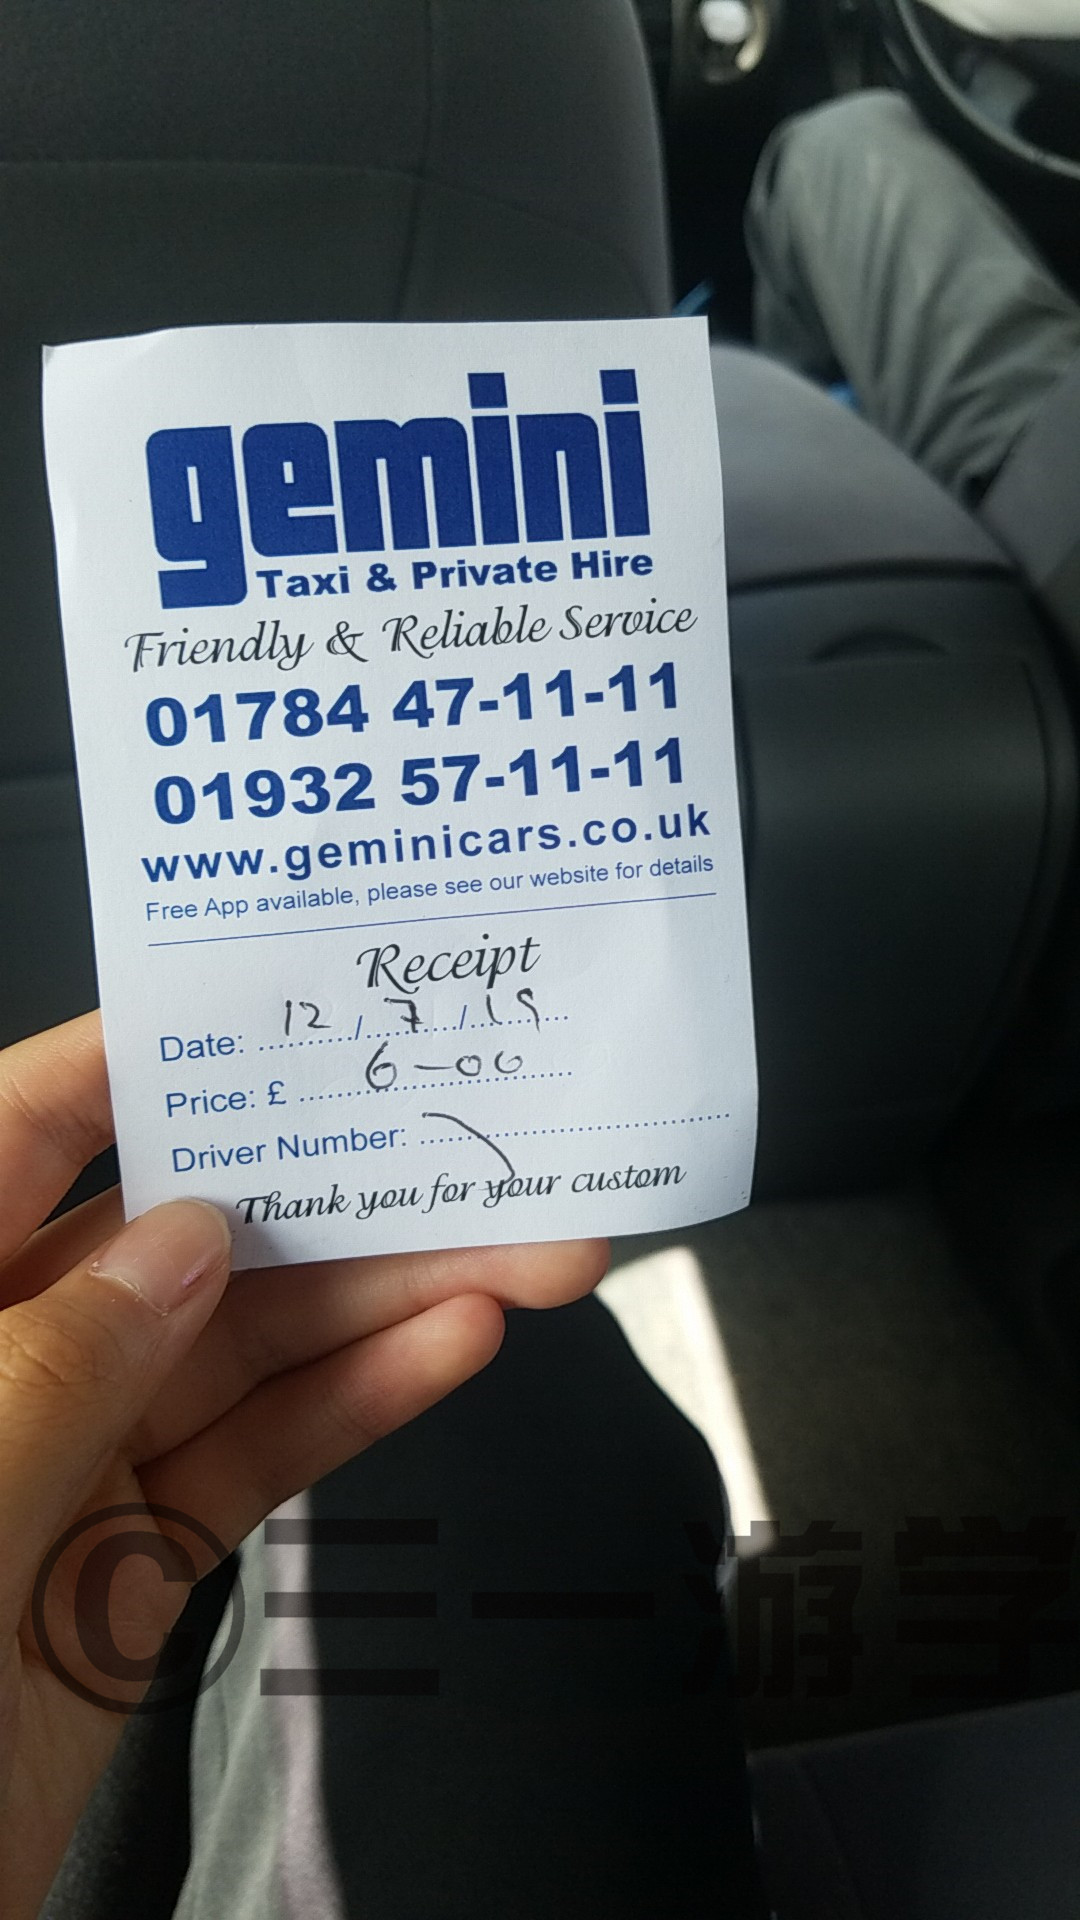 gemini
Taxi & Private Hire
Friendly & Reliable Service
01784 47-11-11
01932 57-11-11
www.geminicars.co.uk
Free App available, please see our website for details
Receipt
Date: 12 / 7 / 19
Price: £ 6-00
Driver Number:
Thank you for your custom
©三一游学